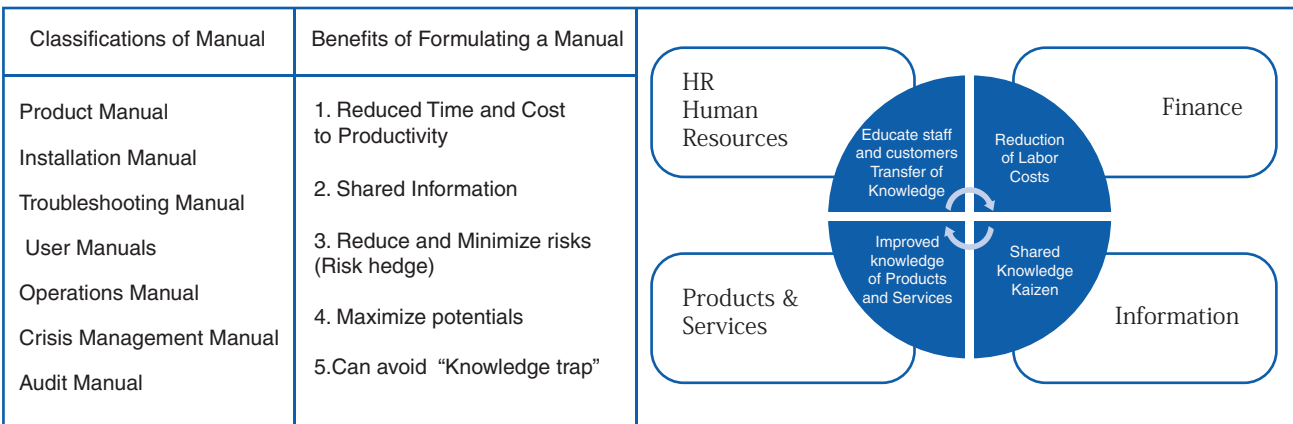 Classifications of Manual
Product Manual
Installation Manual
Troubleshooting Manual
User Manuals
Operations Manual
Crisis Management Manual
Audit Manual
Benefits of Formulating a Manual
1. Reduced Time and Cost
to Productivity
2. Shared Information
3. Reduce and Minimize risks
(Risk hedge)
4. Maximize potentials
5.Can avoid “Knowledge trap”
HR
Human
Resources
Educate staff
and customers
Transfer of
Knowledge
Reduction
of Labor
Costs
Finance
Products &
Services
Improved
knowledge
of Products
and Services
Shared
Knowledge
Kaizen
Information